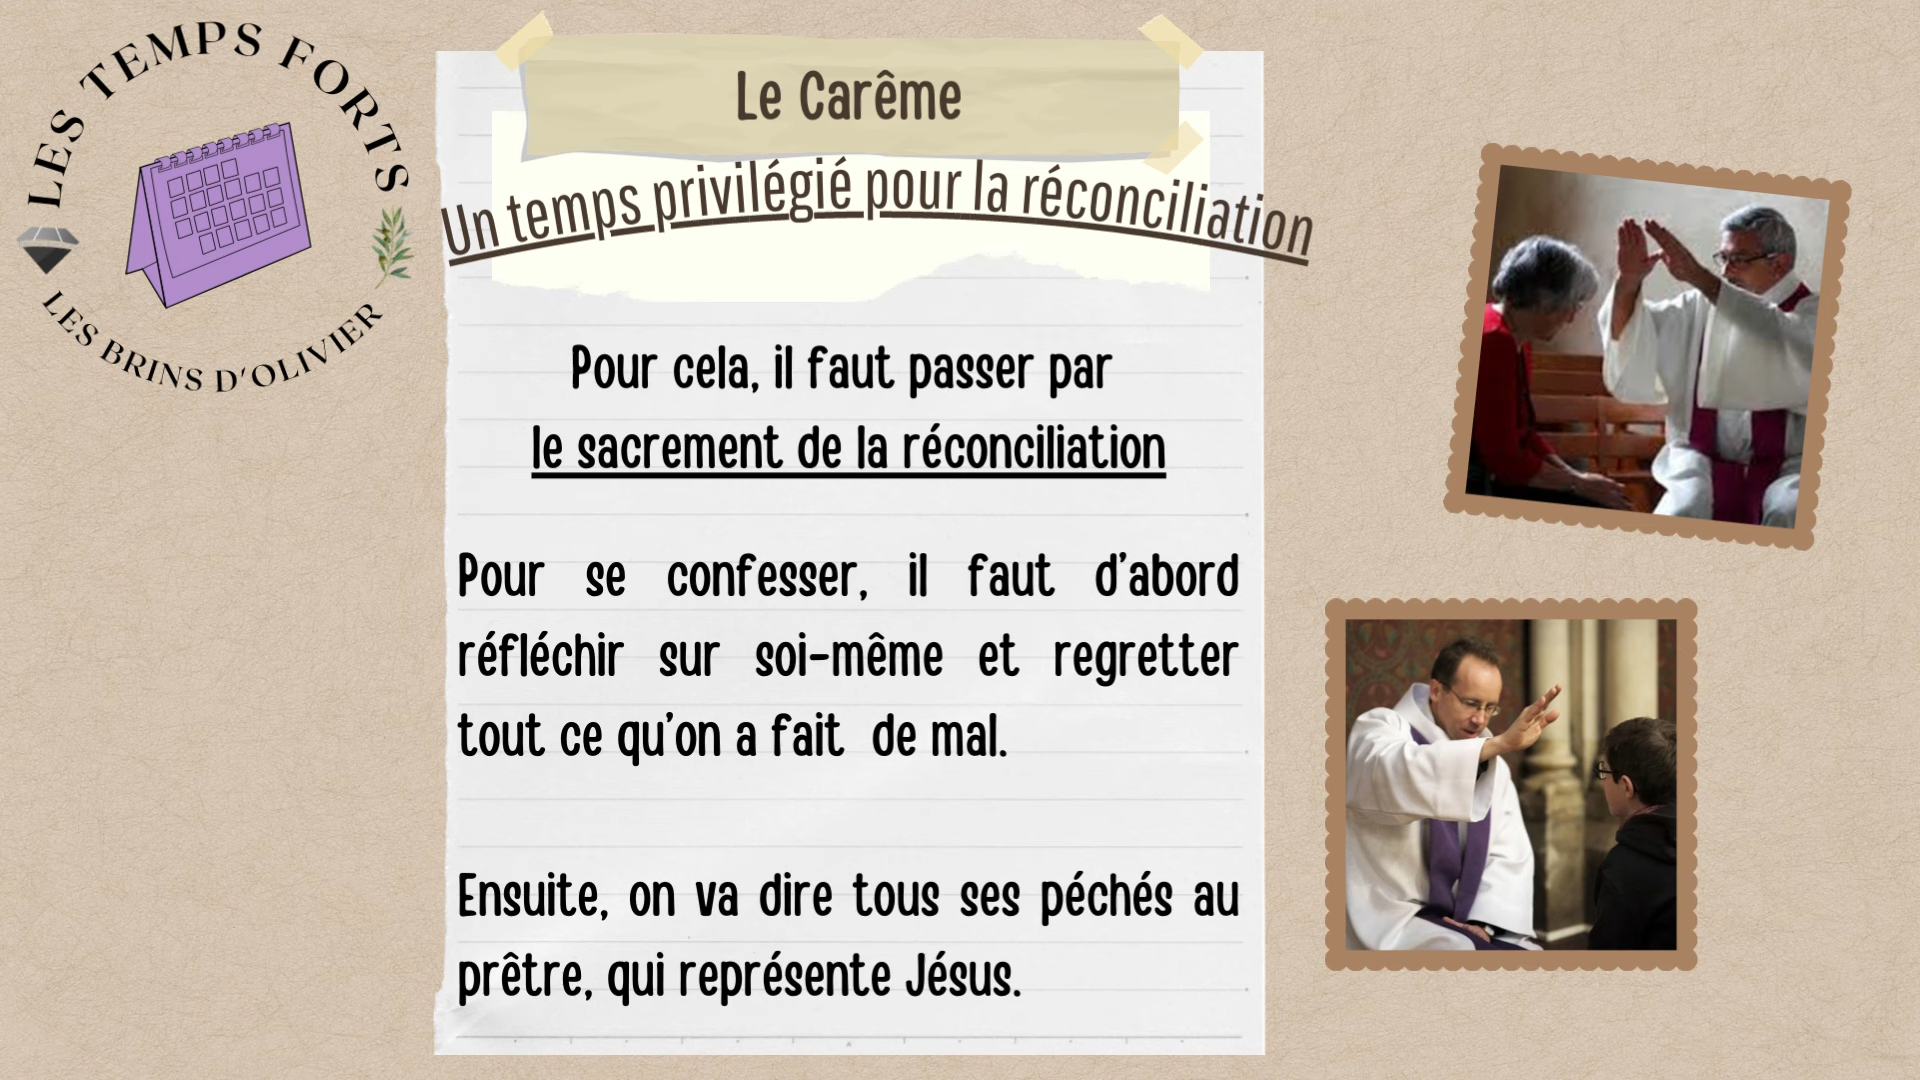 LES TEMPS FORTS
LES BRINS D'OLIVIER
Le Carême
Un temps privilégié pour la réconciliation
Pour cela, il faut passer par
le sacrement de la réconciliation
Pour se confesser, il faut d'abord
réfléchir sur soi-même et regretter
tout ce qu'on a fait de mal.
Ensuite, on va dire tous ses péchés au
prêtre, qui représente Jésus.